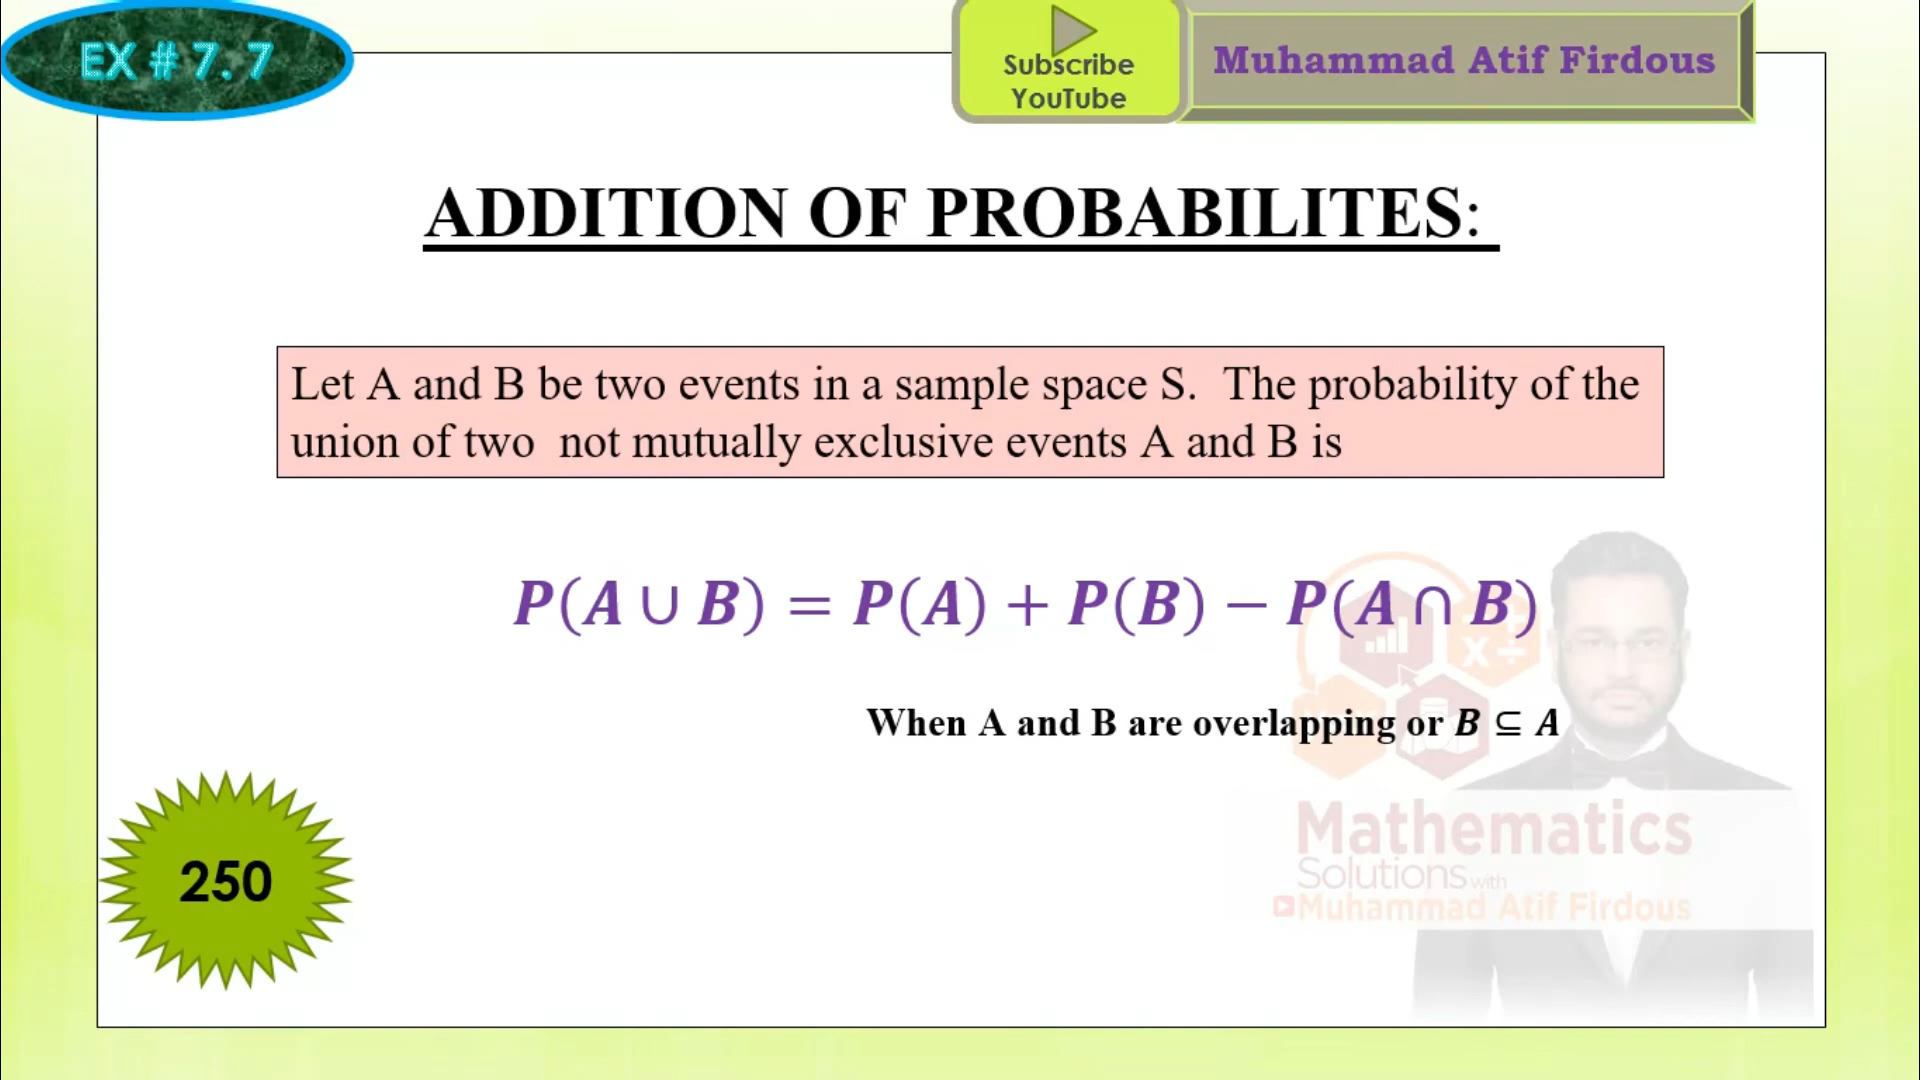 EX # 7. 7
Subscribe
YouTube
Muhammad Atif Firdous
ADDITION OF PROBABILITES:
Let A and B be two events in a sample space S. The probability of the
union of two not mutually exclusive events A and B is
P(A ∪ B) = P(A) + P(B) − P(A ∩ B)
When A and B are overlapping or B ⊆ A
250
Mathematics
Solutions with
Muhammad Atif Firdous